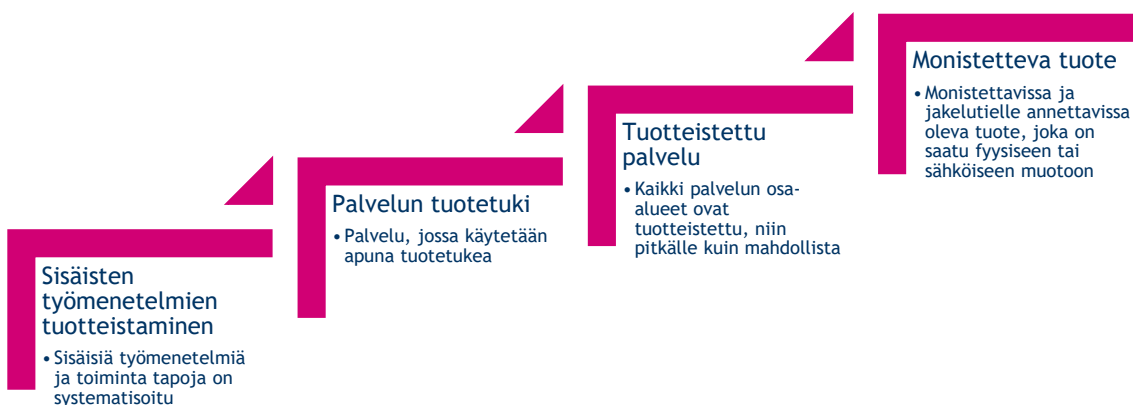 Sisäisten
työmenetelmien
tuotteistaminen
• Sisäisiä työmenetelmiä
ja toiminta tapoja on
systematisoitu
Palvelun tuotetuki
• Palvelu, jossa käytetään
apuna tuotetukea
Tuotteistettu
palvelu
• Kaikki palvelun osa-
alueet ovat
tuotteistettu, niin
pitkälle kuin mahdollista
Monistetteva tuote
• Monistettavissa ja
jakelutielle annettavissa
oleva tuote, joka on
saatu fyysiseen tai
sähköiseen muotoon